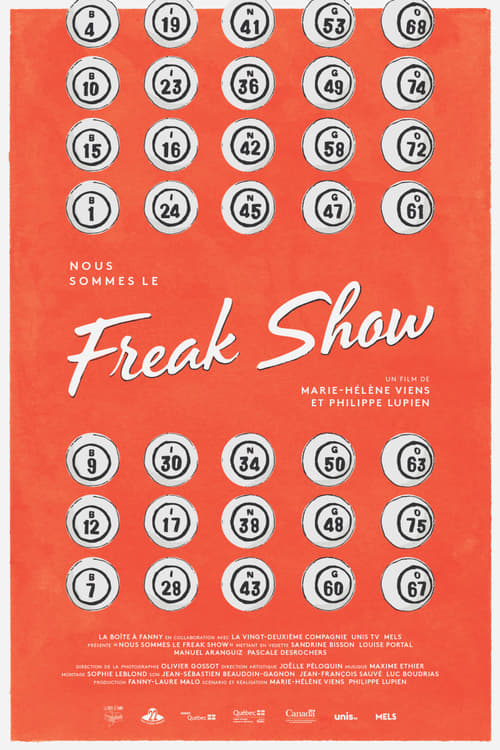 B I N G O
4 19 41 53 68
B I N G O
10 23 36 49 74
B I N G O
15 16 42 58 72
B I N G O
1 24 45 47 61
NOUS
SOMMES LE
Freak Show
UN FILM DE
MARIE-HÉLÈNE VIENS
ET PHILIPPE LUPIEN
B I N G O
9 30 34 50 63
B I N G O
12 17 38 48 75
B I N G O
7 28 43 60 67
LA BOÎTE À FANNY EN COLLABORATION AVEC LA VINGT-DEUXIÈME COMPAGNIE UNIS TV MELS
PRÉSENTE «NOUS SOMMES LE FREAK SHOW» METTANT EN VEDETTE SANDRINE BISSON LOUISE PORTAL
MANUEL ARANGUIZ PASCALE DESROCHERS
DIRECTION DE LA PHOTOGRAPHIE OLIVIER GOSSOT DIRECTION ARTISTIQUE JOËLLE PÉLOQUIN MUSIQUE MAXIME ETHIER
MONTAGE SOPHIE LEBLOND SON JEAN-SÉBASTIEN BEAUDOIN-GAGNON JEAN-FRANÇOIS SAUVÉ LUC BOUDRIAS
PRODUCTION FANNY-LAURE MALO SCÉNARIO ET RÉALISATION MARIE-HÉLÈNE VIENS PHILIPPE LUPIEN
Québec Québec Canada unis MELS